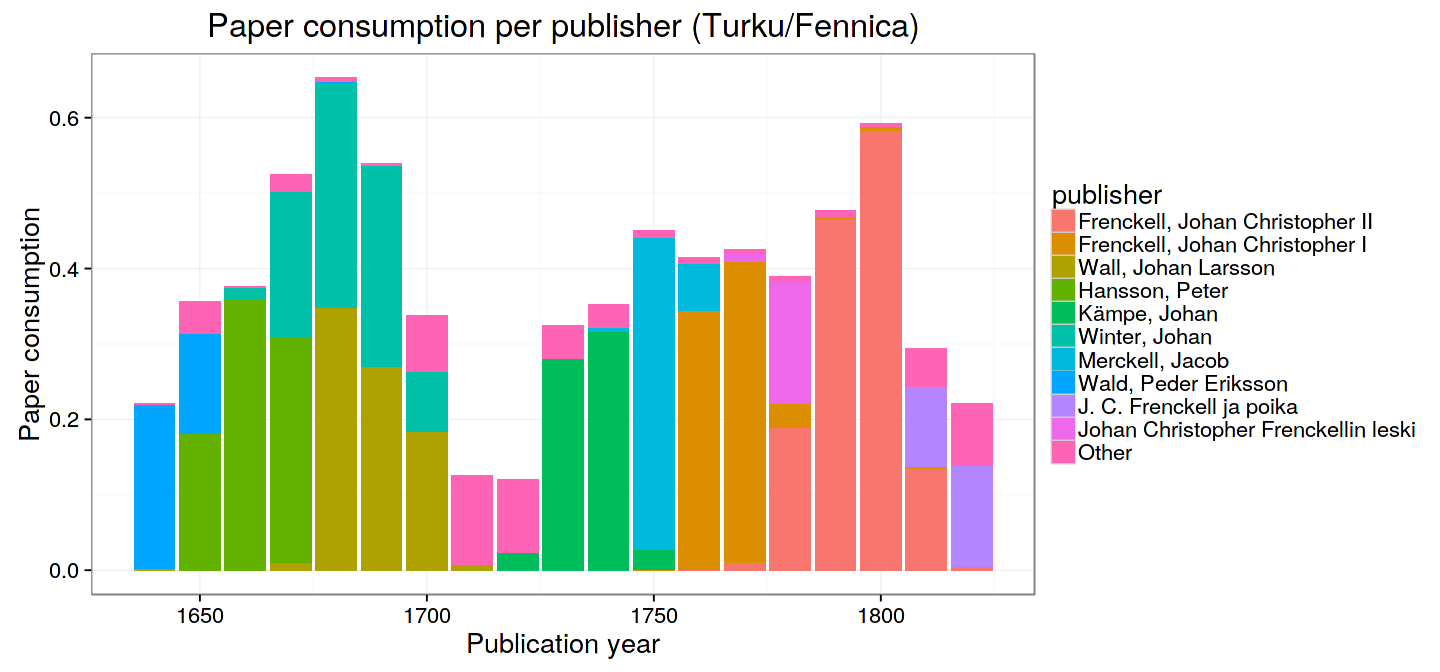 Paper consumption per publisher (Turku/Fennica)
Paper consumption
0.6
0.4
0.2
0.0
1650 1700 1750 1800
Publication year
publisher
Frenckell, Johan Christopher II
Frenckell, Johan Christopher I
Wall, Johan Larsson
Hansson, Peter
Kämpe, Johan
Winter, Johan
Merckell, Jacob
Wald, Peder Eriksson
J. C. Frenckell ja poika
Johan Christopher Frenckellin leski
Other